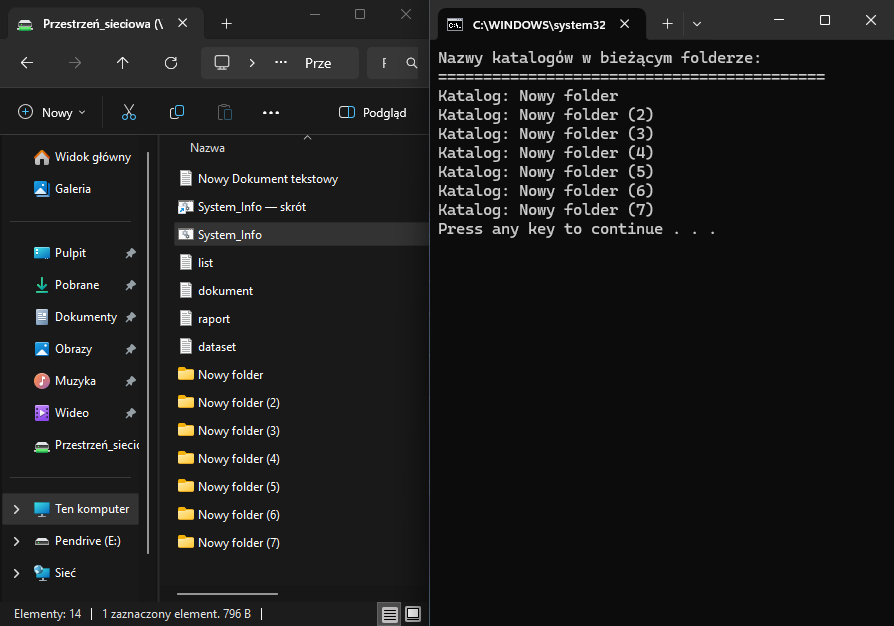 Przestrzeń_sieciowa (\
Prze
F
Nowy
Podgląd
Widok główny
Galeria
Pulpit
Pobrane
Dokumenty
Obrazy
Muzyka
Wideo
Przestrzeń_siecic
Ten komputer
Pendrive (E:)
Sieć
Nazwa
Nowy Dokument tekstowy
System_Info — skrót
System_Info
list
dokument
raport
dataset
Nowy folder
Nowy folder (2)
Nowy folder (3)
Nowy folder (4)
Nowy folder (5)
Nowy folder (6)
Nowy folder (7)
Elementy: 14 | 1 zaznaczony element. 796 B |
C:\WINDOWS\system32
Nazwy katalogów w bieżącym folderze:
===========================================
Katalog: Nowy folder
Katalog: Nowy folder (2)
Katalog: Nowy folder (3)
Katalog: Nowy folder (4)
Katalog: Nowy folder (5)
Katalog: Nowy folder (6)
Katalog: Nowy folder (7)
Press any key to continue . . .